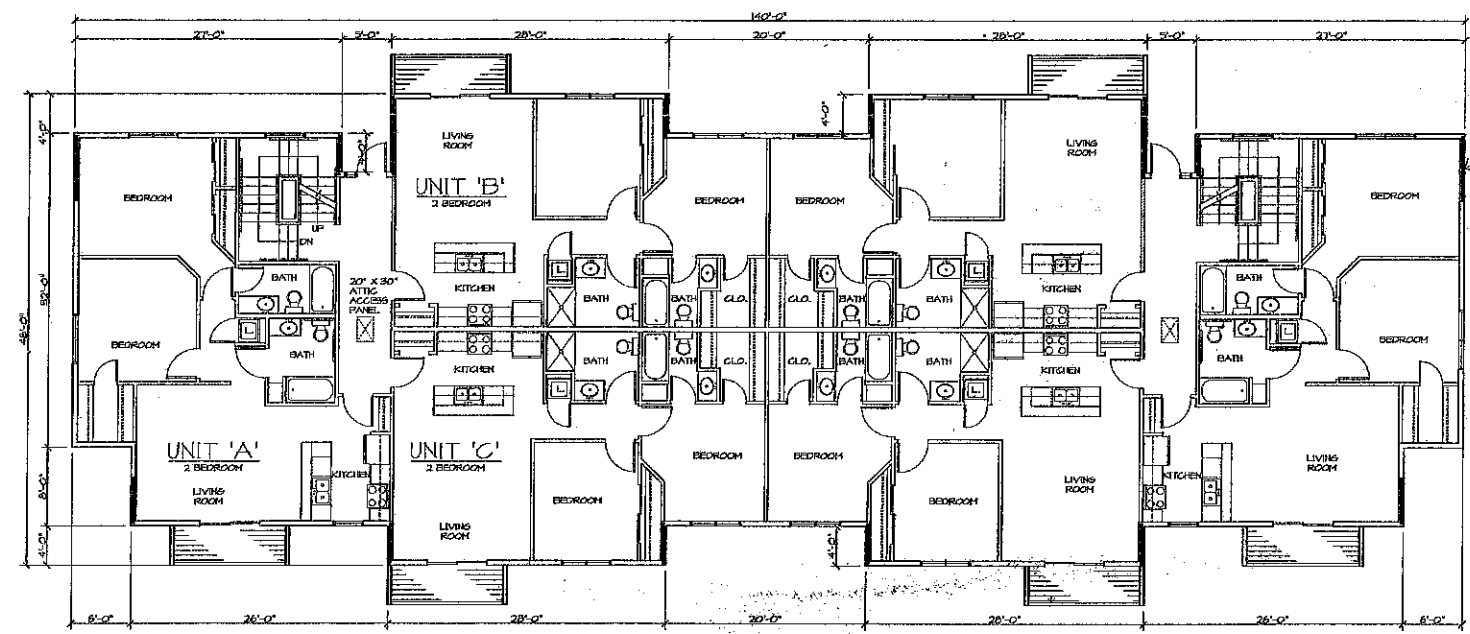 140'-0"
27'-0" 5'-0" 28'-0" 20'-0" 28'-0" 5'-0" 27'-0"
4'-0"
4'-0"
LIVING
ROOM
LIVING
ROOM
UNIT 'B'
2 BEDROOM
BEDROOM
BEDROOM
BEDROOM
BEDROOM
UP
DN
BATH
20" X 30"
ATTIC
ACCESS
PANEL
KITCHEN
BATH
BATH
CLO.
CLO.
BATH
BATH
KITCHEN
BATH
32'-0"
48'-0"
BEDROOM
BATH
KITCHEN
BATH
BATH
CLO.
CLO.
BATH
BATH
KITCHEN
BATH
BEDROOM
UNIT 'A'
2 BEDROOM
LIVING
ROOM
KITCHEN
UNIT 'C'
2 BEDROOM
BEDROOM
BEDROOM
BEDROOM
BEDROOM
LIVING
ROOM
LIVING
ROOM
KITCHEN
LIVING
ROOM
8'-0"
4'-0"
4'-0"
6'-0" 26'-0" 28'-0" 20'-0" 28'-0" 26'-0" 6'-0"